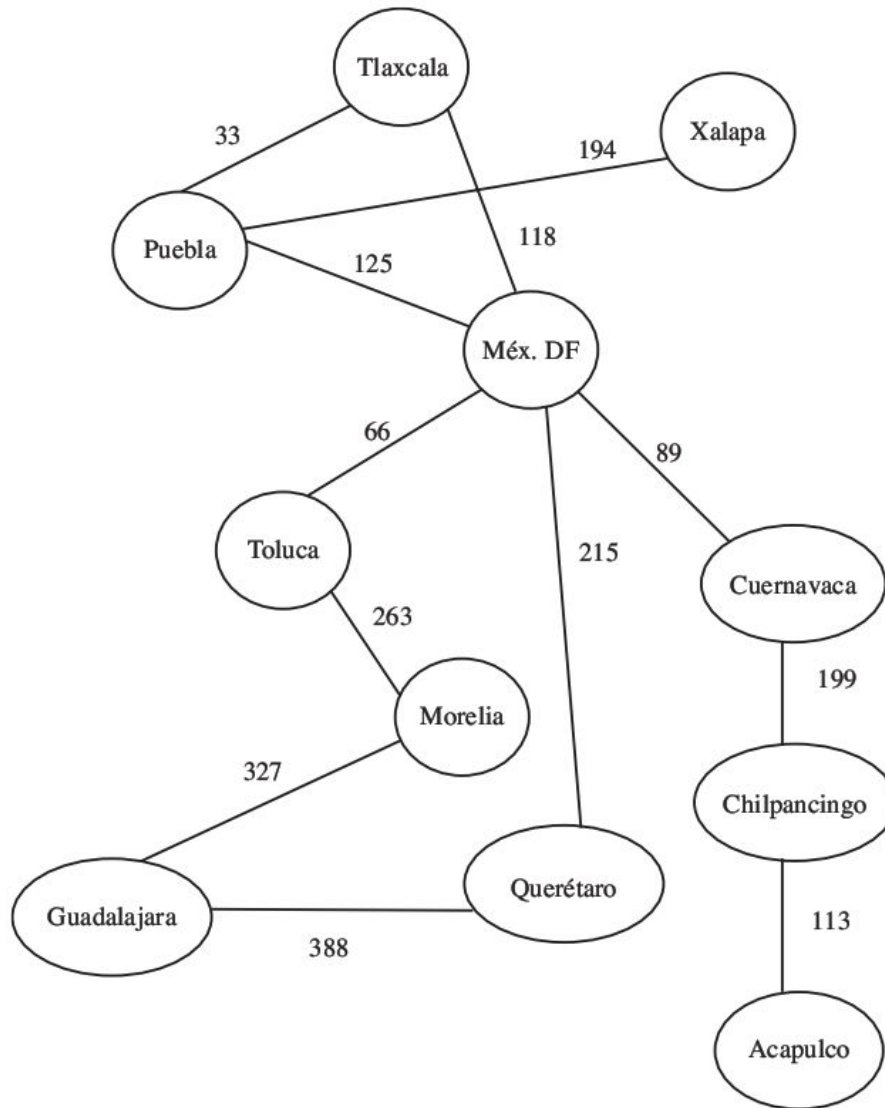 Tlaxcala
Xalapa
33
194
Puebla
118
125
Méx. DF
66
89
Toluca
215
Cuernavaca
263
199
Morelia
327
Chilpancingo
Querétaro
Guadalajara
113
388
Acapulco